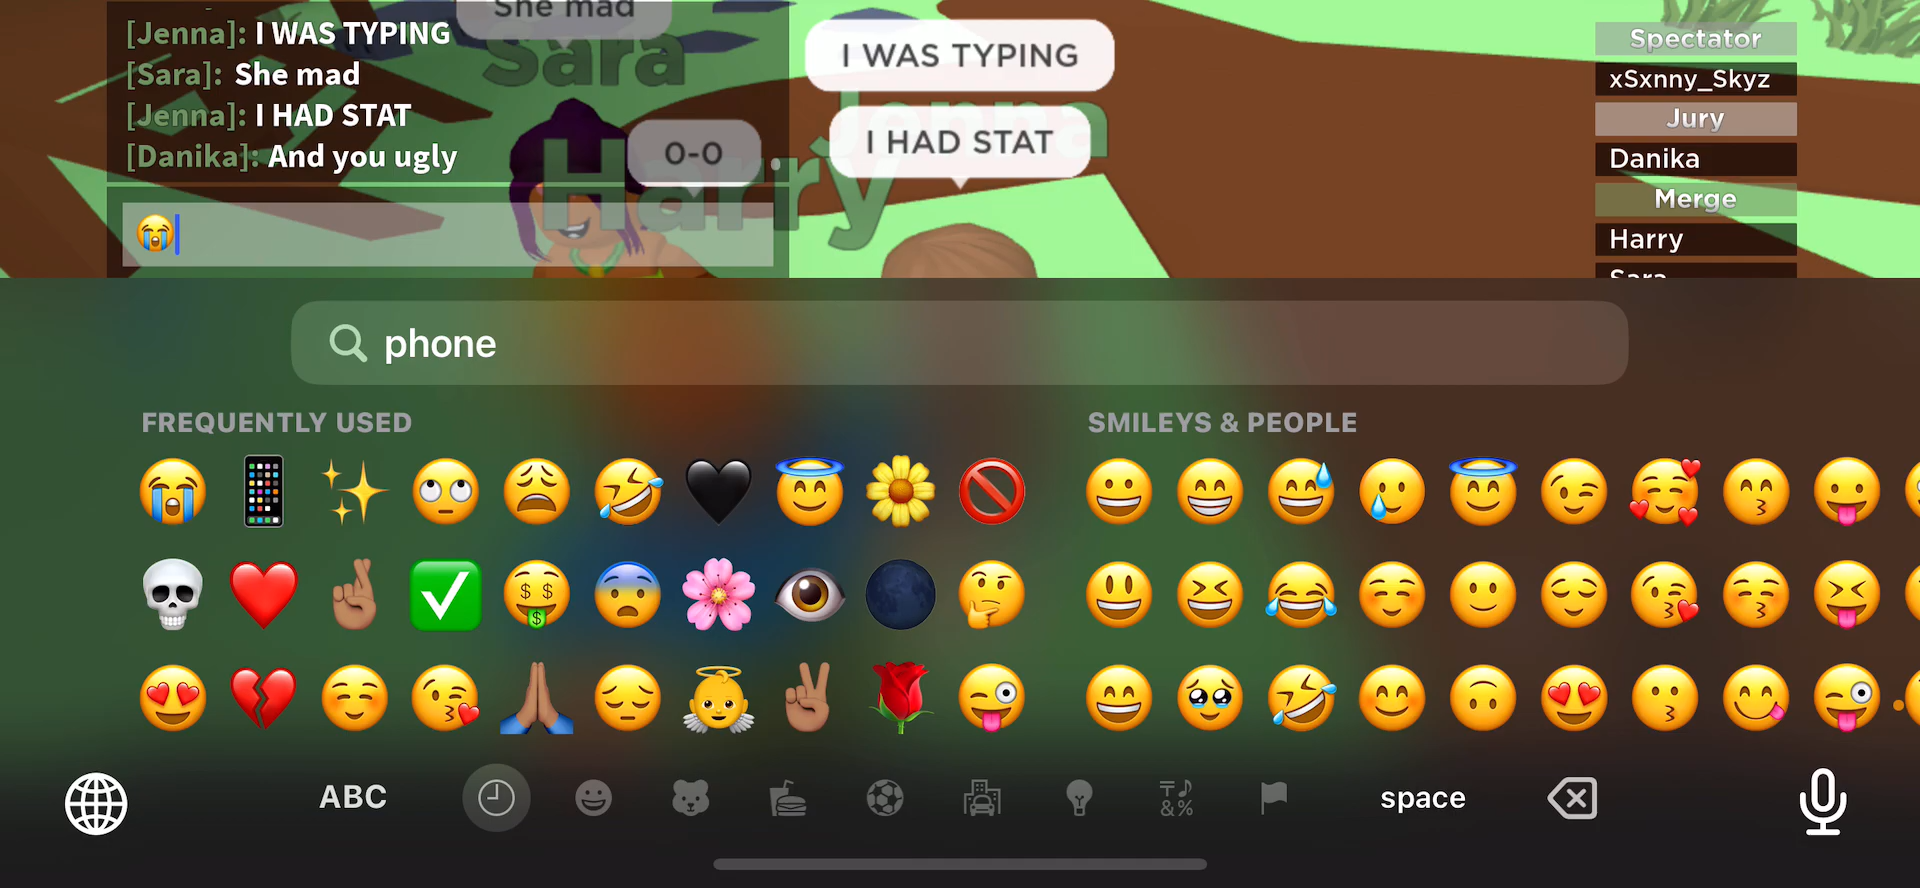 She mad
[Jenna]: I WAS TYPING
[Sara]: She mad
[Jenna]: I HAD STAT
[Danika]: And you ugly
😭
Sara
Harry
0-0
I WAS TYPING
Jenna
I HAD STAT
Spectator
xSxnny_Skyz
Jury
Danika
Merge
Harry
Sara
phone
FREQUENTLY USED
SMILEYS & PEOPLE
ABC
space